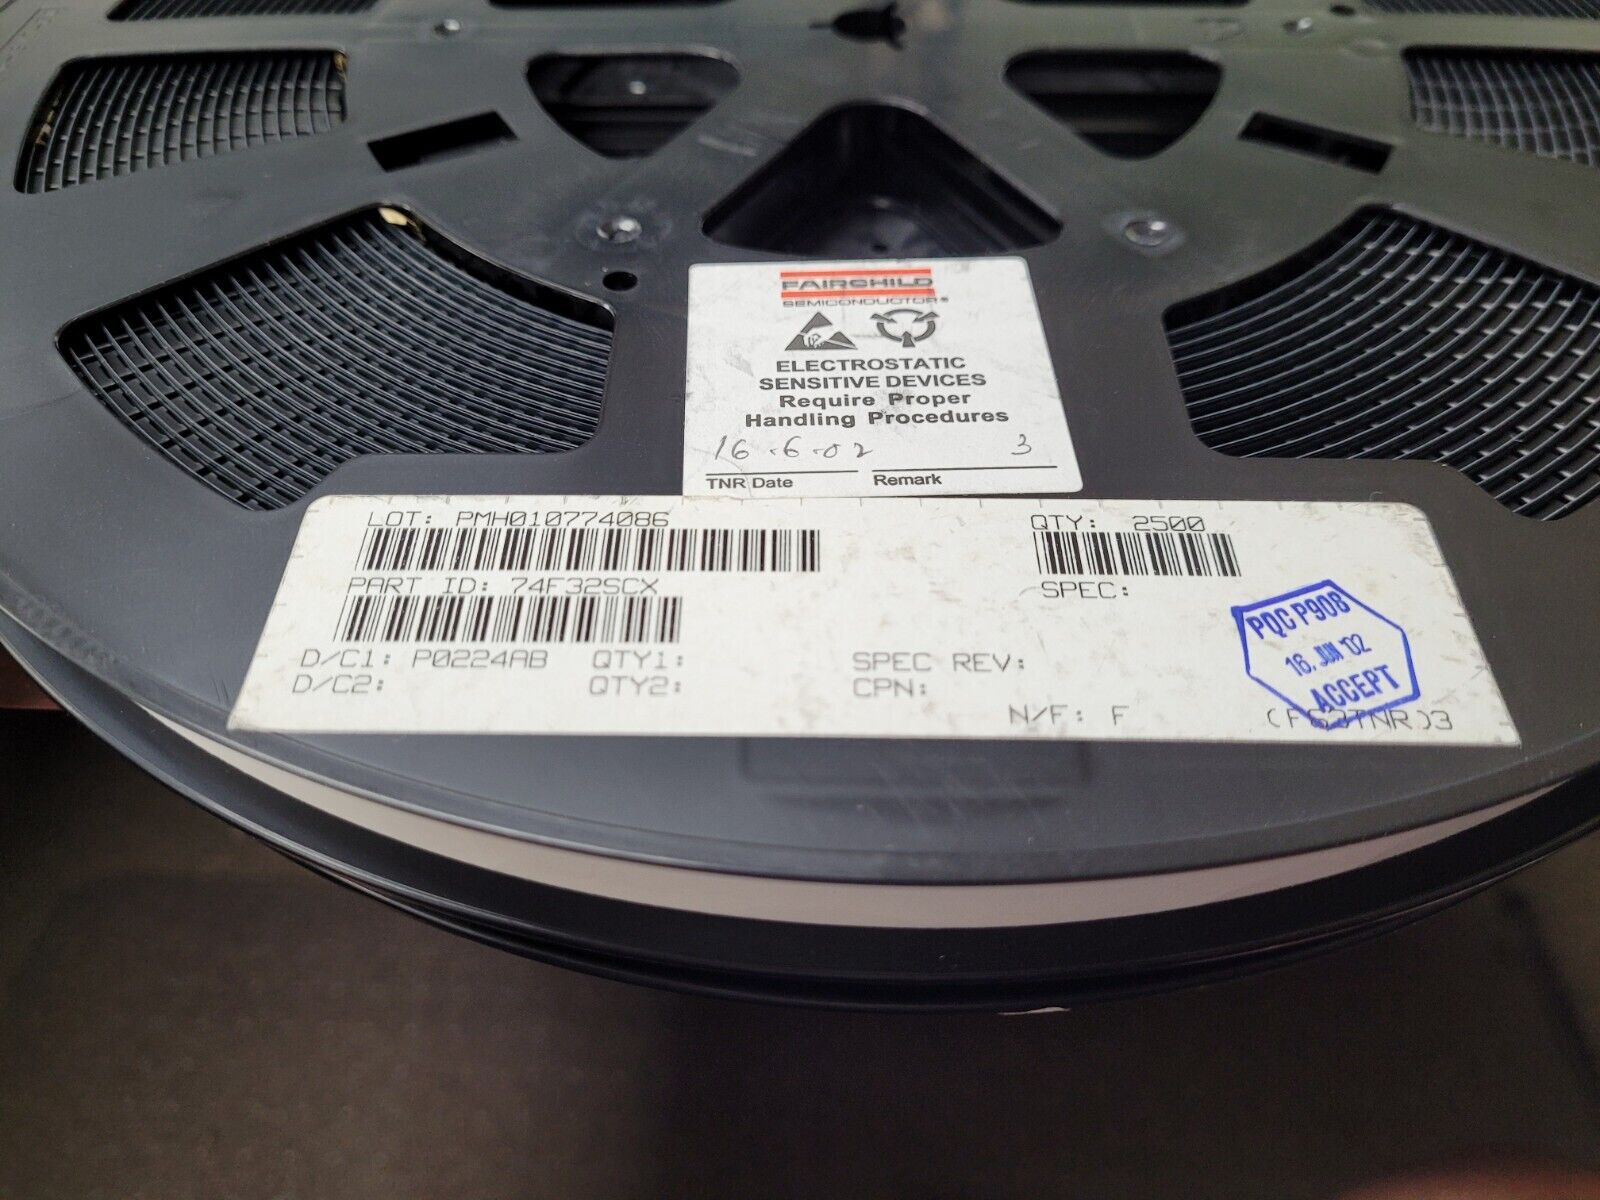 FAIRCHILD
SEMICONDUCTOR®
ELECTROSTATIC
SENSITIVE DEVICES
Require Proper
Handling Procedures
16.6.02 3
TNR Date Remark
LOT: PMH010774086 QTY: 2500
PART ID: 74F32SCX SPEC:
D/C1: P0224AB QTY1: SPEC REV:
D/C2: QTY2: CPN:
N/F: F (FS3TNR)3
PQC P908
16. JUN '02
ACCEPT